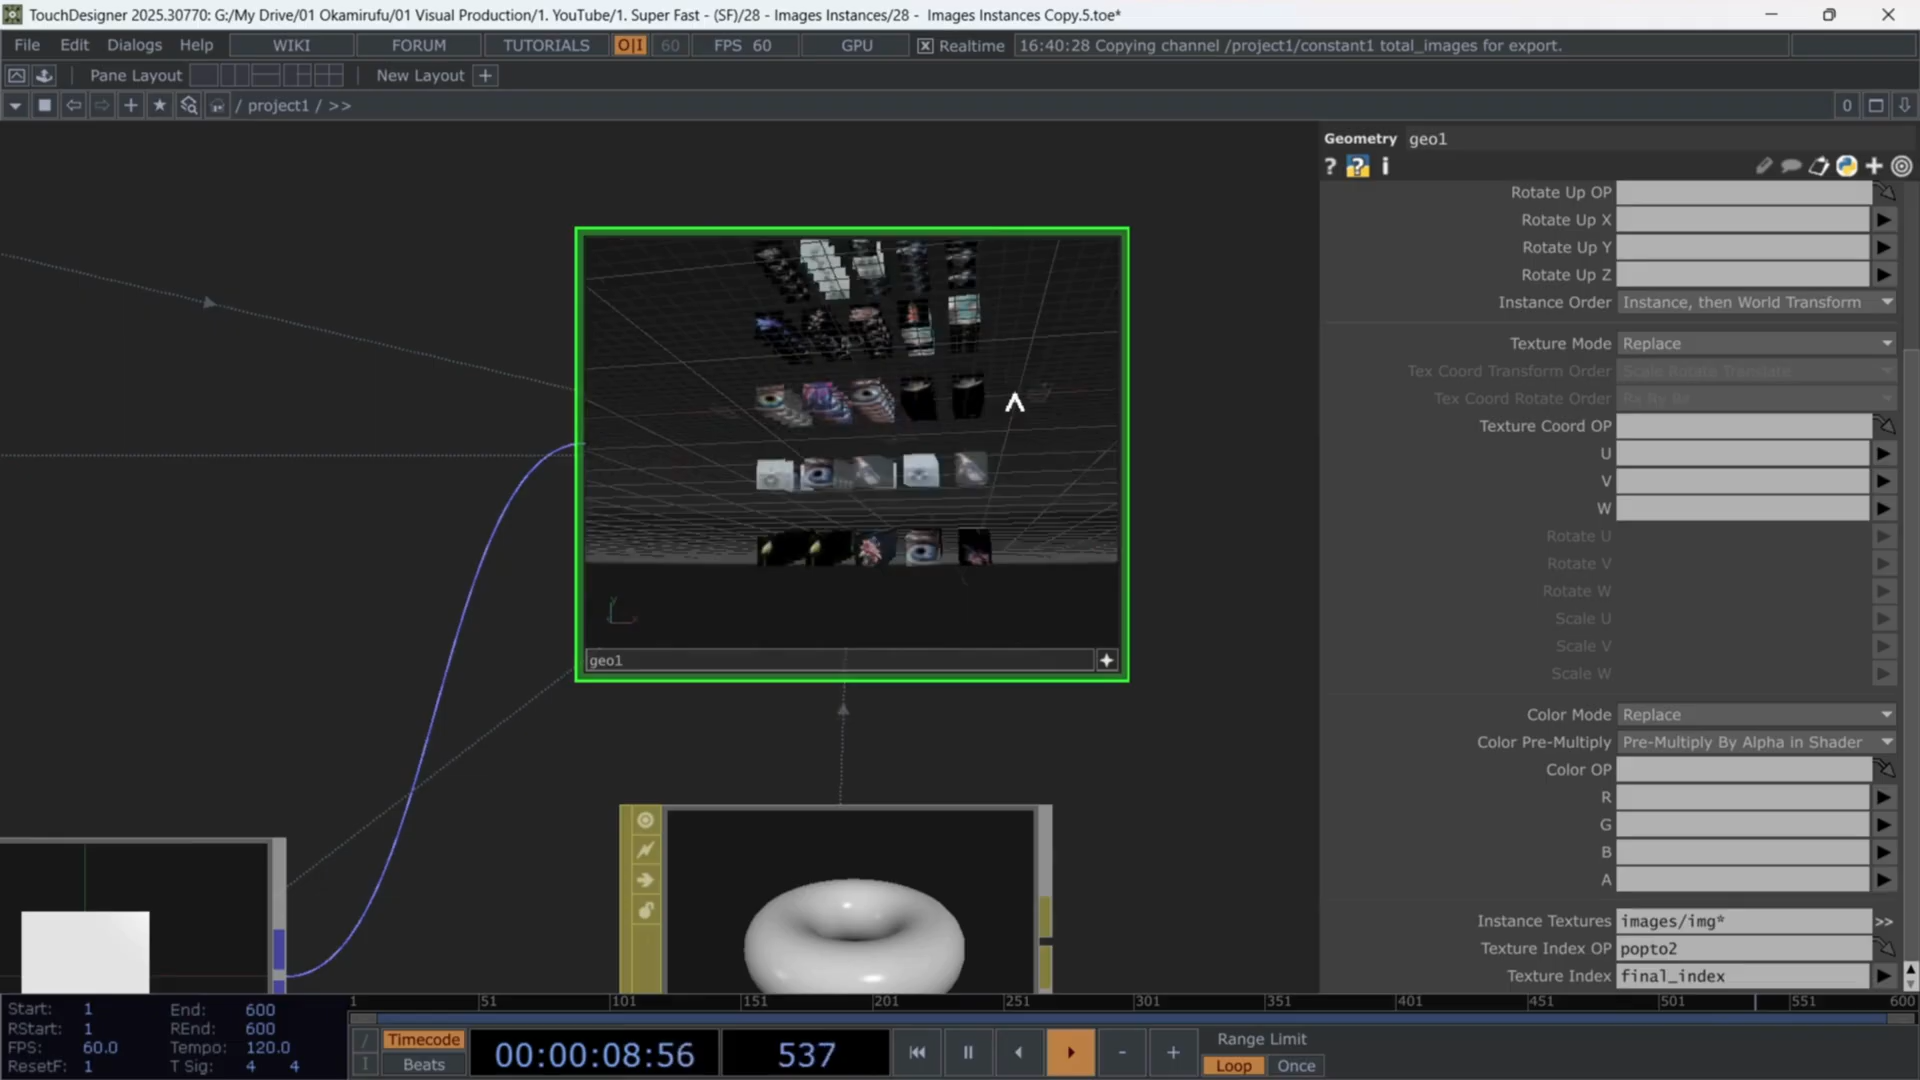 TouchDesigner 2025.30770: G:/My Drive/01 Okamirufu/01 Visual Production/1. YouTube/1. Super Fast - (SF)/28 - Images Instances/28 -  Images Instances Copy.5.toe*
File Edit Dialogs Help WIKI FORUM TUTORIALS O|I 60 FPS 60 GPU Realtime 16:40:28 Copying channel /project1/constant1 total_images for export.
Pane Layout New Layout +
/ project1 / >> 0
Geometry geo1
? ? i
Rotate Up OP
Rotate Up X
Rotate Up Y
Rotate Up Z
Instance Order Instance, then World Transform
Texture Mode Replace
Tex Coord Transform Order Scale Rotate Translate
Tex Coord Rotate Order Rx Ry Rz
Texture Coord OP
U
V
W
Rotate U
Rotate V
Rotate W
Scale U
Scale V
Scale W
Color Mode Replace
Color Pre-Multiply Pre-Multiply By Alpha in Shader
Color OP
R
G
B
A
Instance Textures images/img* >>
Texture Index OP popto2
Texture Index final_index
geo1
1 51 101 151 201 251 301 351 401 451 501 551 600
Start: 1 End: 600
RStart: 1 REnd: 600
FPS: 60.0 Tempo: 120.0
ResetF: 1 T Sig: 4 4
/ Timecode
I Beats
00:00:08:56 537
- +
Range Limit
Loop Once